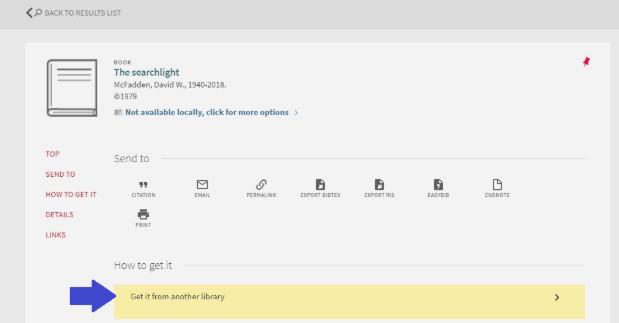 BACK TO RESULTS LIST
BOOK
The searchlight
McFadden, David W., 1940-2018.
©1979
Not available locally, click for more options
TOP
SEND TO
HOW TO GET IT
DETAILS
LINKS
Send to
CITATION
EMAIL
PERMALINK
EXPORT BIBTEX
EXPORT RIS
EASYBIB
ENDNOTE
PRINT
How to get it
Get it from another library